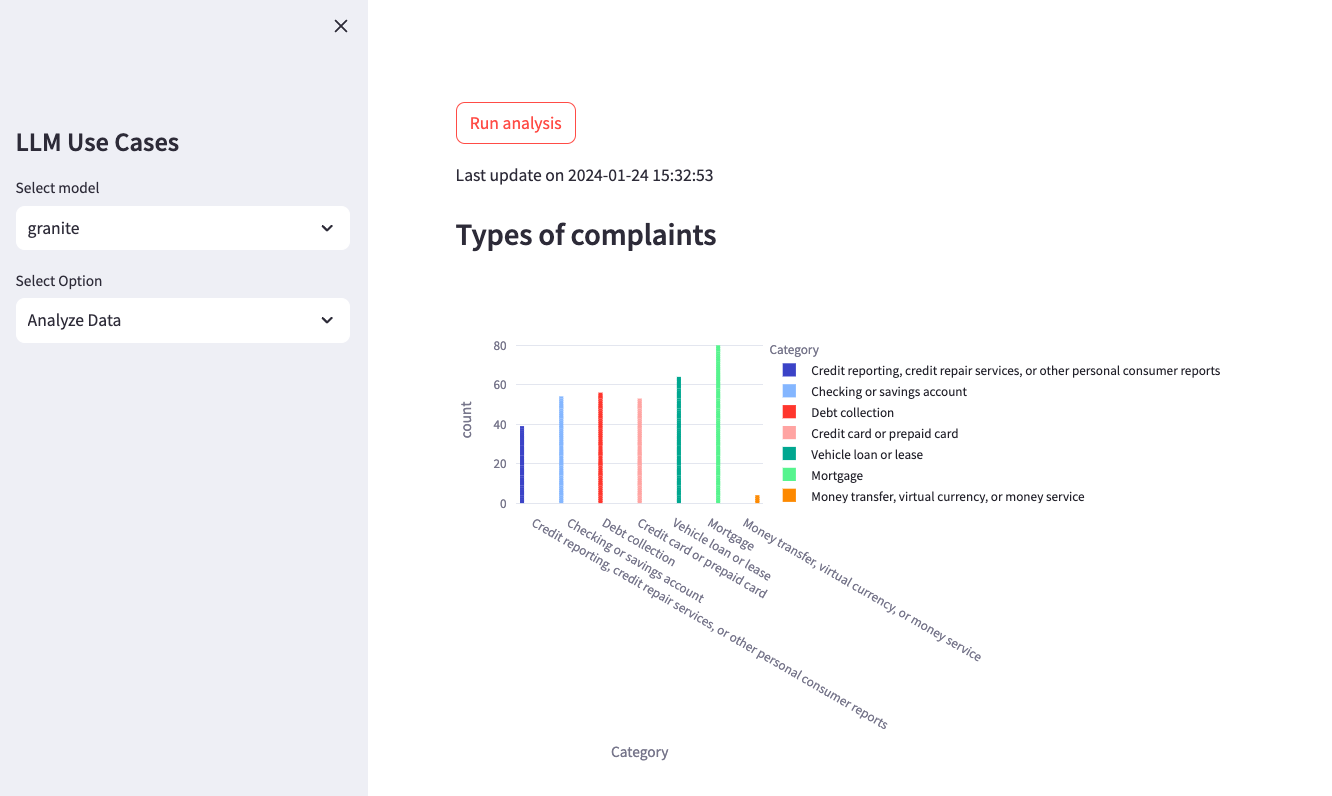 LLM Use Cases
Select model
granite
Select Option
Analyze Data
Run analysis
Last update on 2024-01-24 15:32:53
Types of complaints
80
60
40
20
0
count
Credit reporting, credit repair services, or other personal consumer reports
Checking or savings account
Debt collection
Credit card or prepaid card
Vehicle loan or lease
Mortgage
Money transfer, virtual currency, or money service
Category
Category
Credit reporting, credit repair services, or other personal consumer reports
Checking or savings account
Debt collection
Credit card or prepaid card
Vehicle loan or lease
Mortgage
Money transfer, virtual currency, or money service